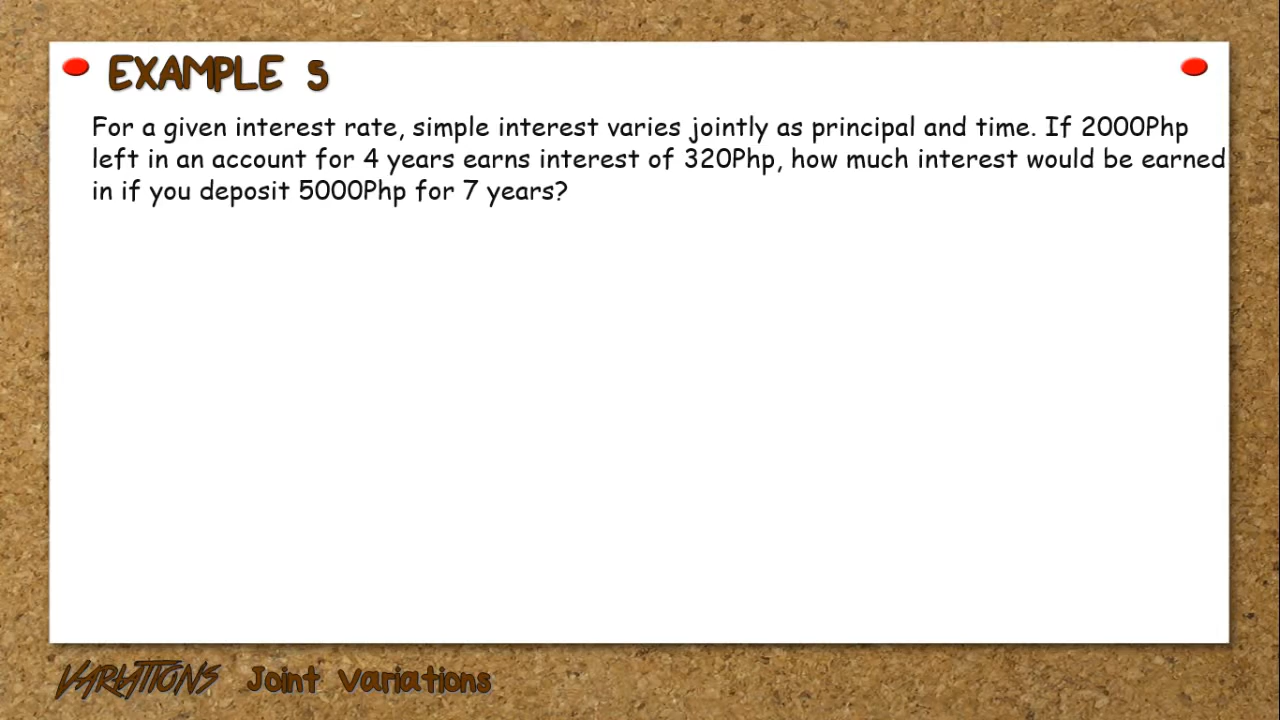 EXAMPLE 5
For a given interest rate, simple interest varies jointly as principal and time. If 2000Php
left in an account for 4 years earns interest of 320Php, how much interest would be earned
in if you deposit 5000Php for 7 years?
VARIATIONS Joint Variations